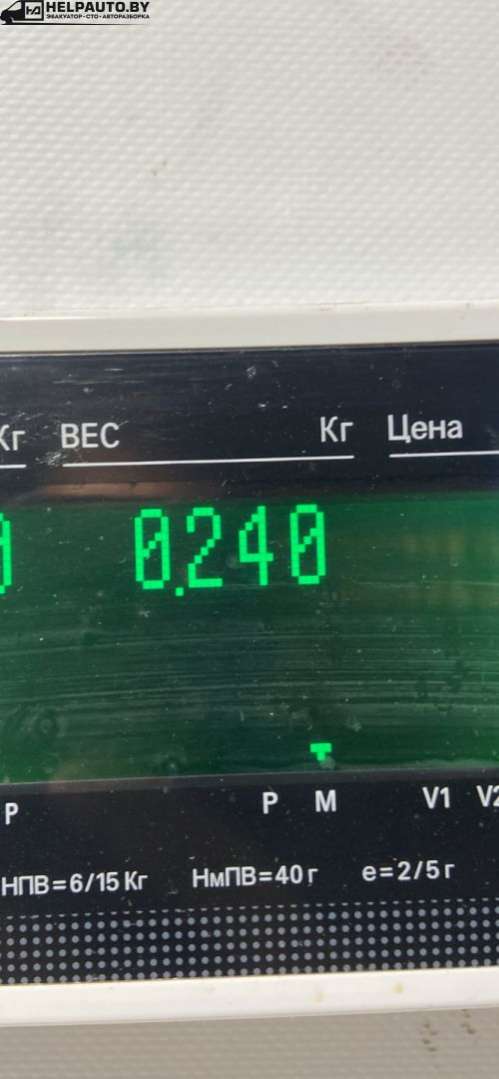 HELPAUTO.BY
ЭВАКУАТОР·СТО·АВТОРАЗБОРКА
Кг ВЕС Кг Цена
0 0.240
P P M V1 V2
НПВ=6/15 Кг НмПВ=40 г e=2/5 г